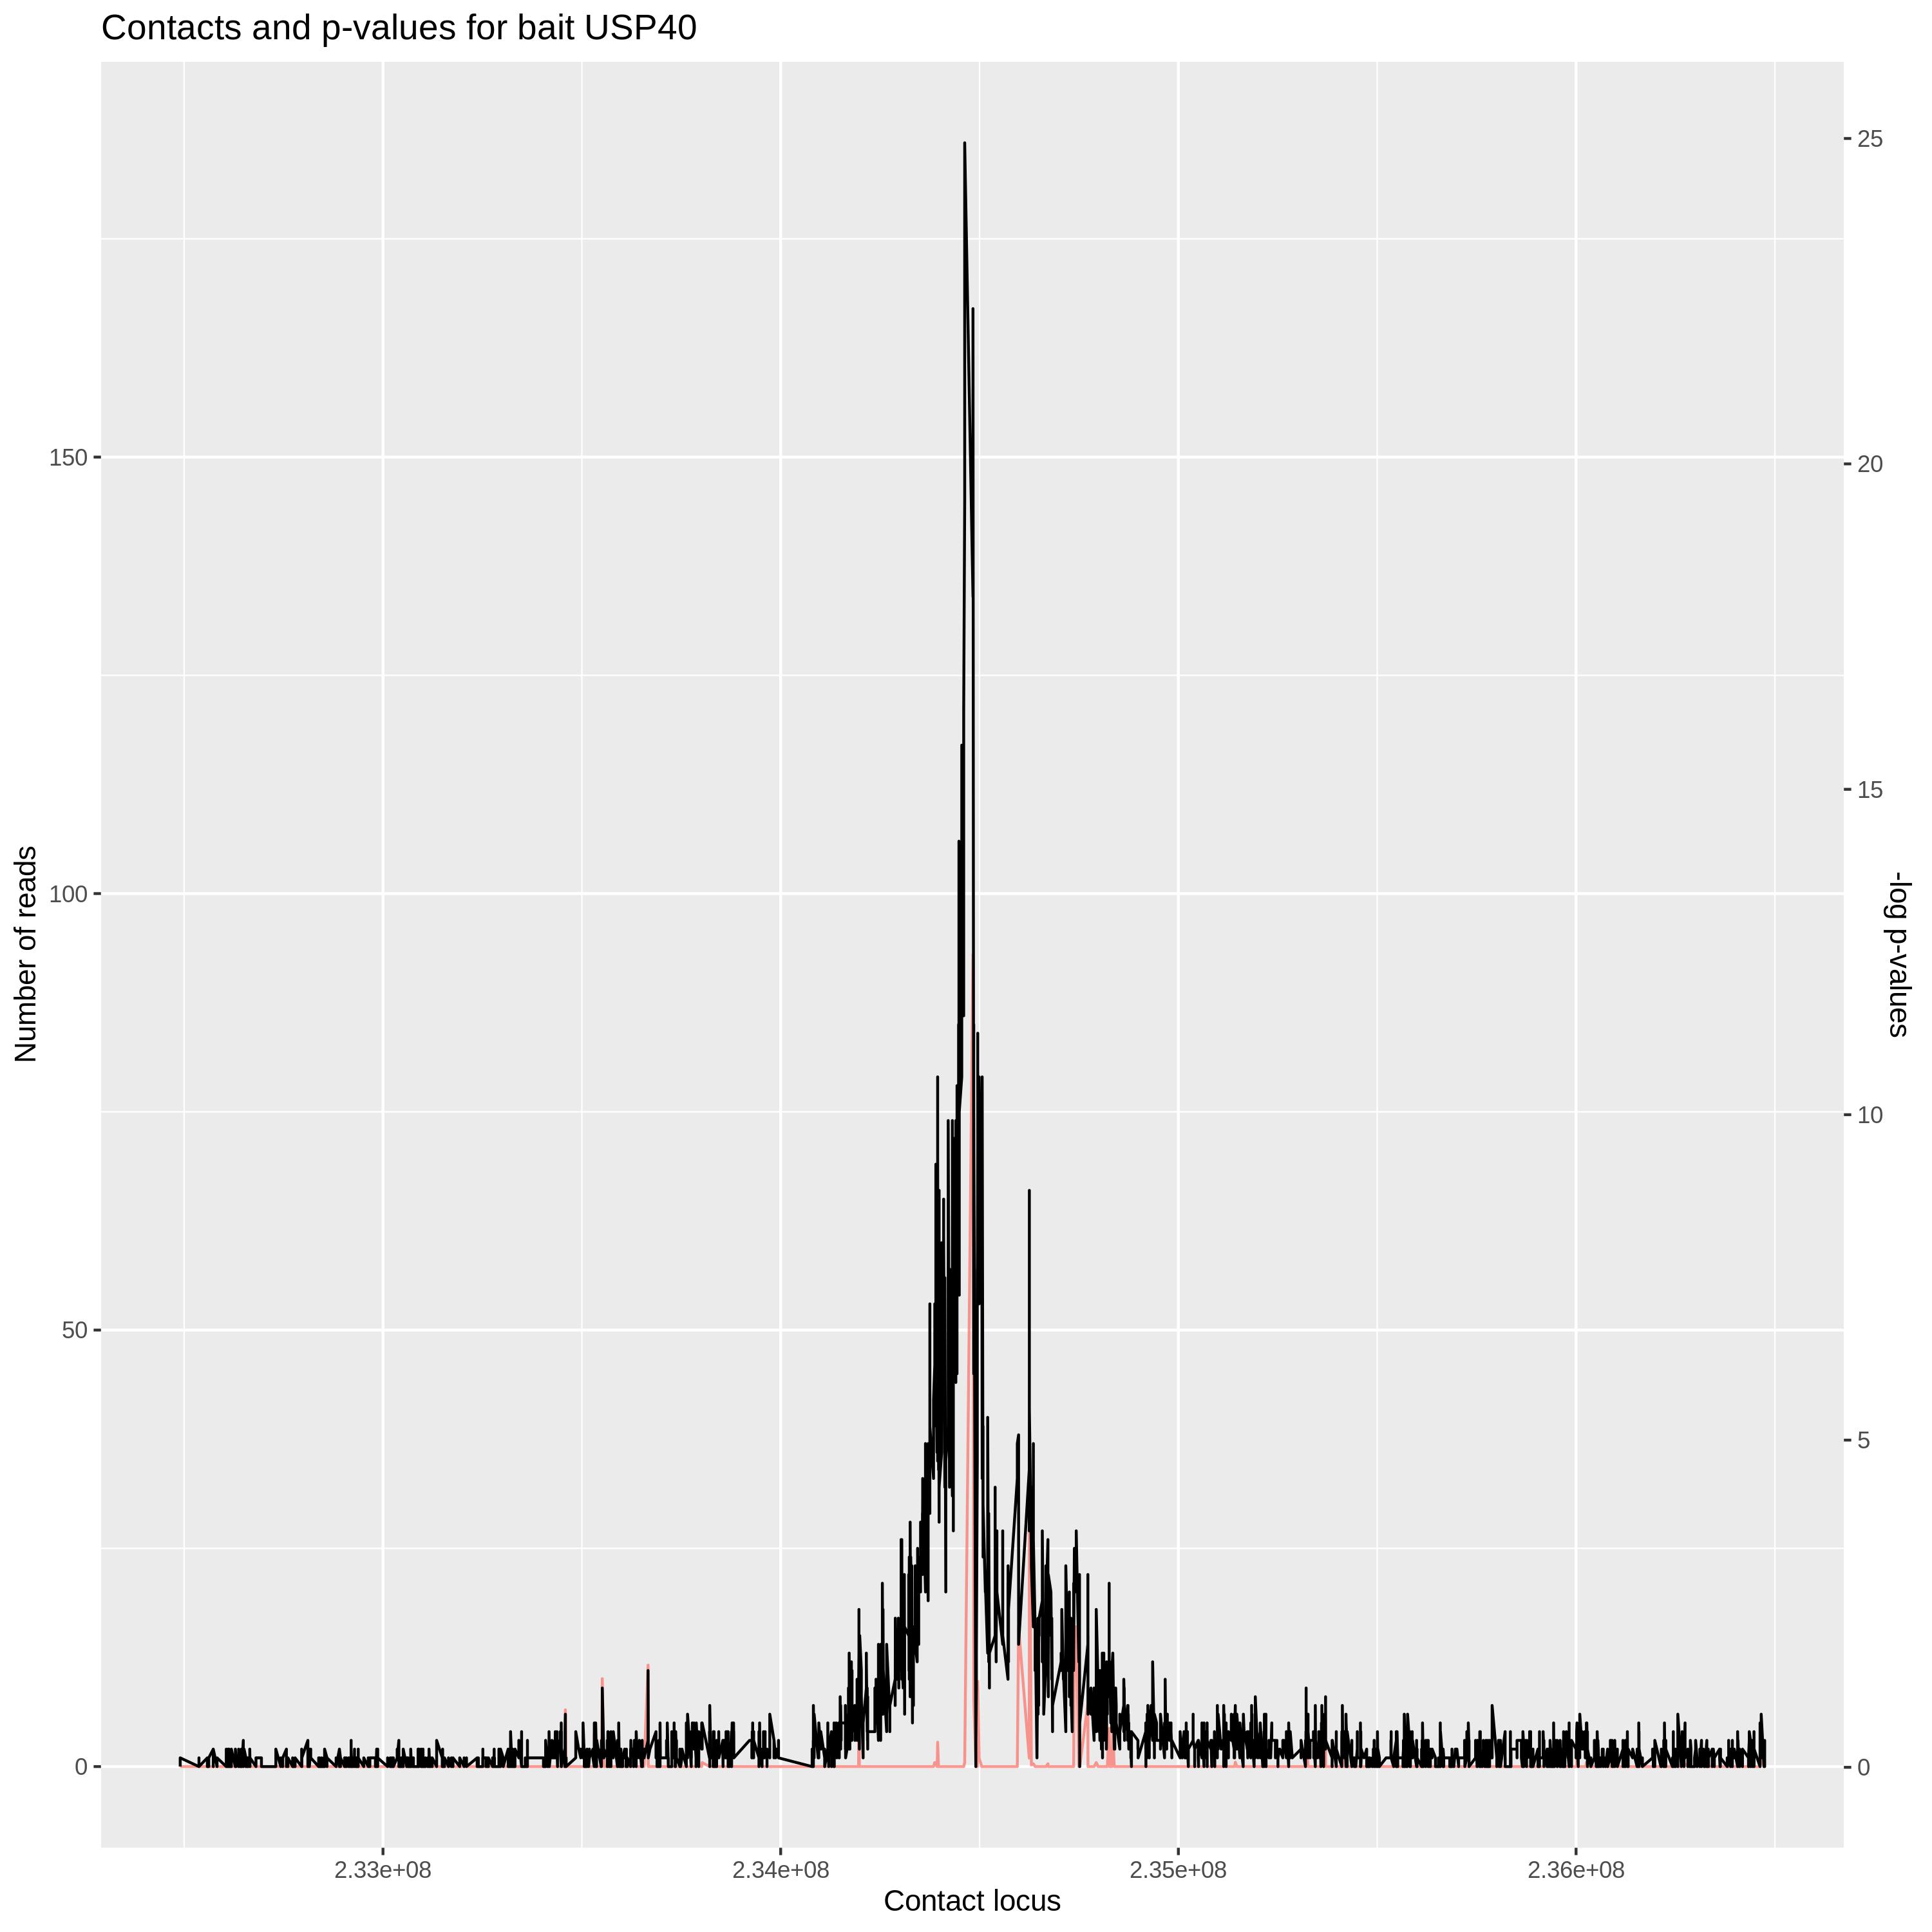 Contacts and p-values for bait USP40
Number of reads
150
100
50
0
25
20
15
10
5
0
-log p-values
2.33e+08
2.34e+08
2.35e+08
2.36e+08
Contact locus